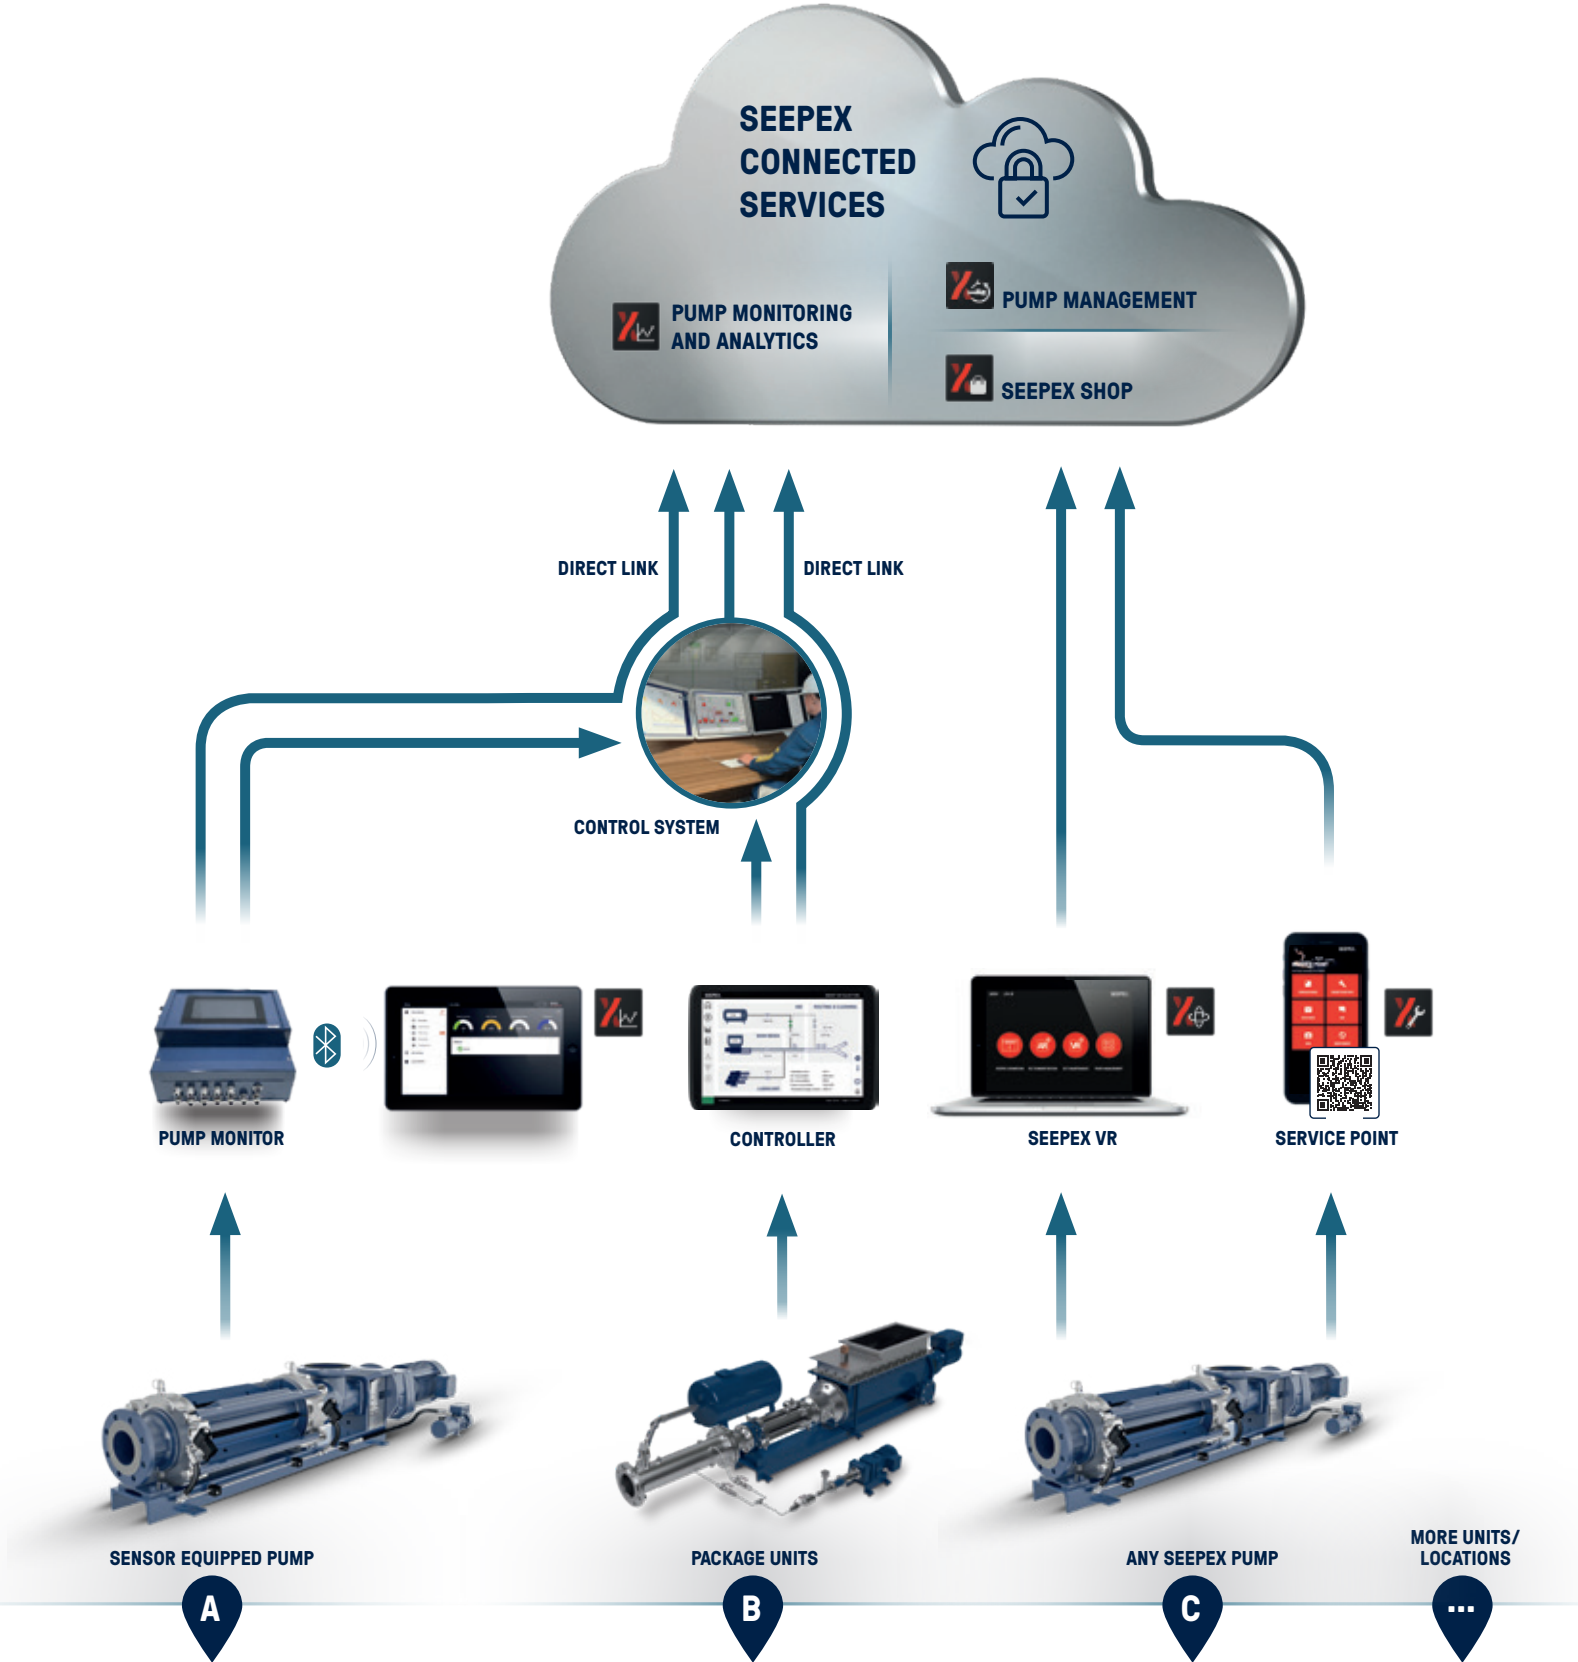 SEEPEX
CONNECTED
SERVICES
PUMP MONITORING
AND ANALYTICS
PUMP MANAGEMENT
SEEPEX SHOP
DIRECT LINK
DIRECT LINK
CONTROL SYSTEM
PUMP MONITOR
CONTROLLER
SEEPEX VR
SERVICE POINT
SENSOR EQUIPPED PUMP
PACKAGE UNITS
ANY SEEPEX PUMP
MORE UNITS/
LOCATIONS
A
B
C
...